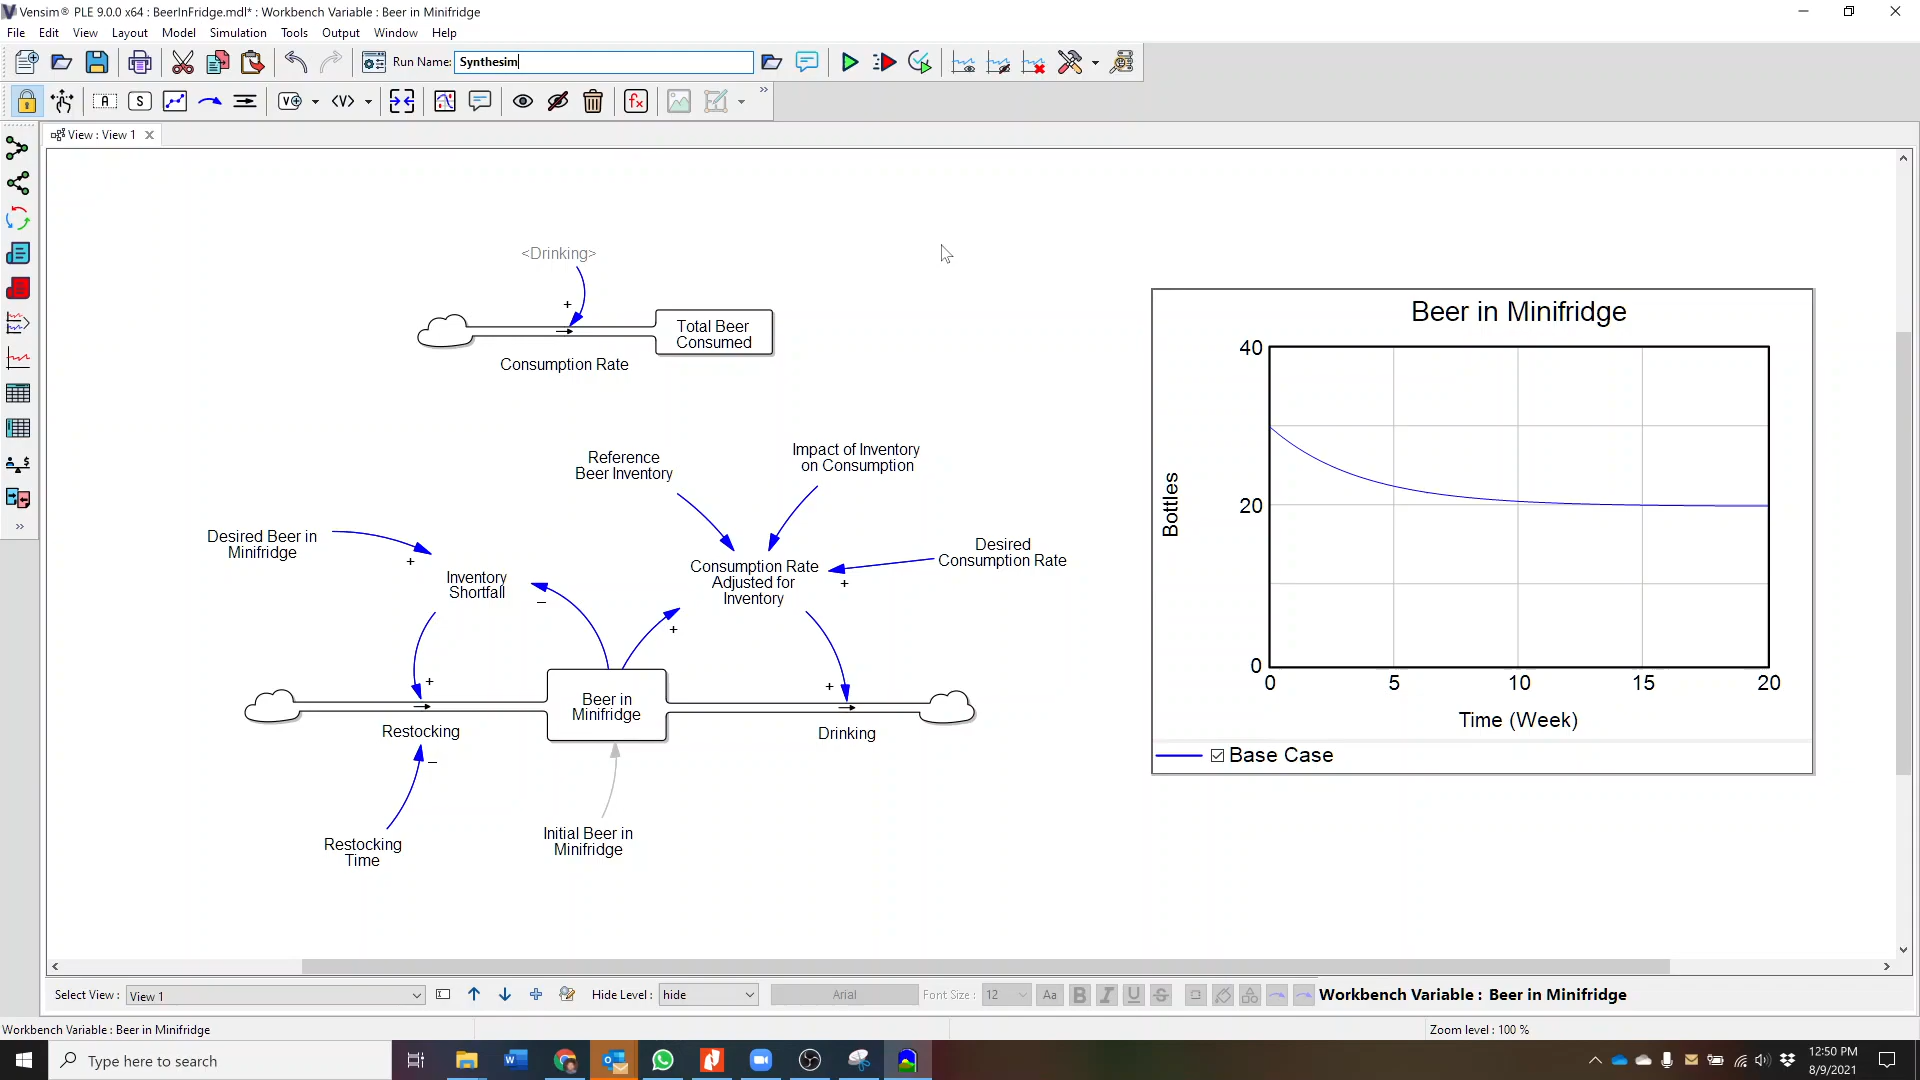 Vensim® PLE 9.0.0 x64 : BeerInFridge.mdl* : Workbench Variable : Beer in Minifridge
File Edit View Layout Model Simulation Tools Output Window Help
Run Name: Synthesim
View : View 1
<Drinking>
+
Total Beer
Consumed
Consumption Rate
Reference
Beer Inventory
Impact of Inventory
on Consumption
Desired Beer in
Minifridge
+
Inventory
Shortfall
–
Consumption Rate
Adjusted for
Inventory
+
Desired
Consumption Rate
+
+
Beer in
Minifridge
+
Restocking
–
Drinking
Restocking
Time
Initial Beer in
Minifridge
Beer in Minifridge
40
20
0
Bottles
0 5 10 15 20
Time (Week)
Base Case
Select View : View 1 Hide Level : hide Arial Font Size : 12 Aa B I U S Workbench Variable : Beer in Minifridge
Workbench Variable : Beer in Minifridge Zoom level : 100 %
Type here to search
12:50 PM
8/9/2021